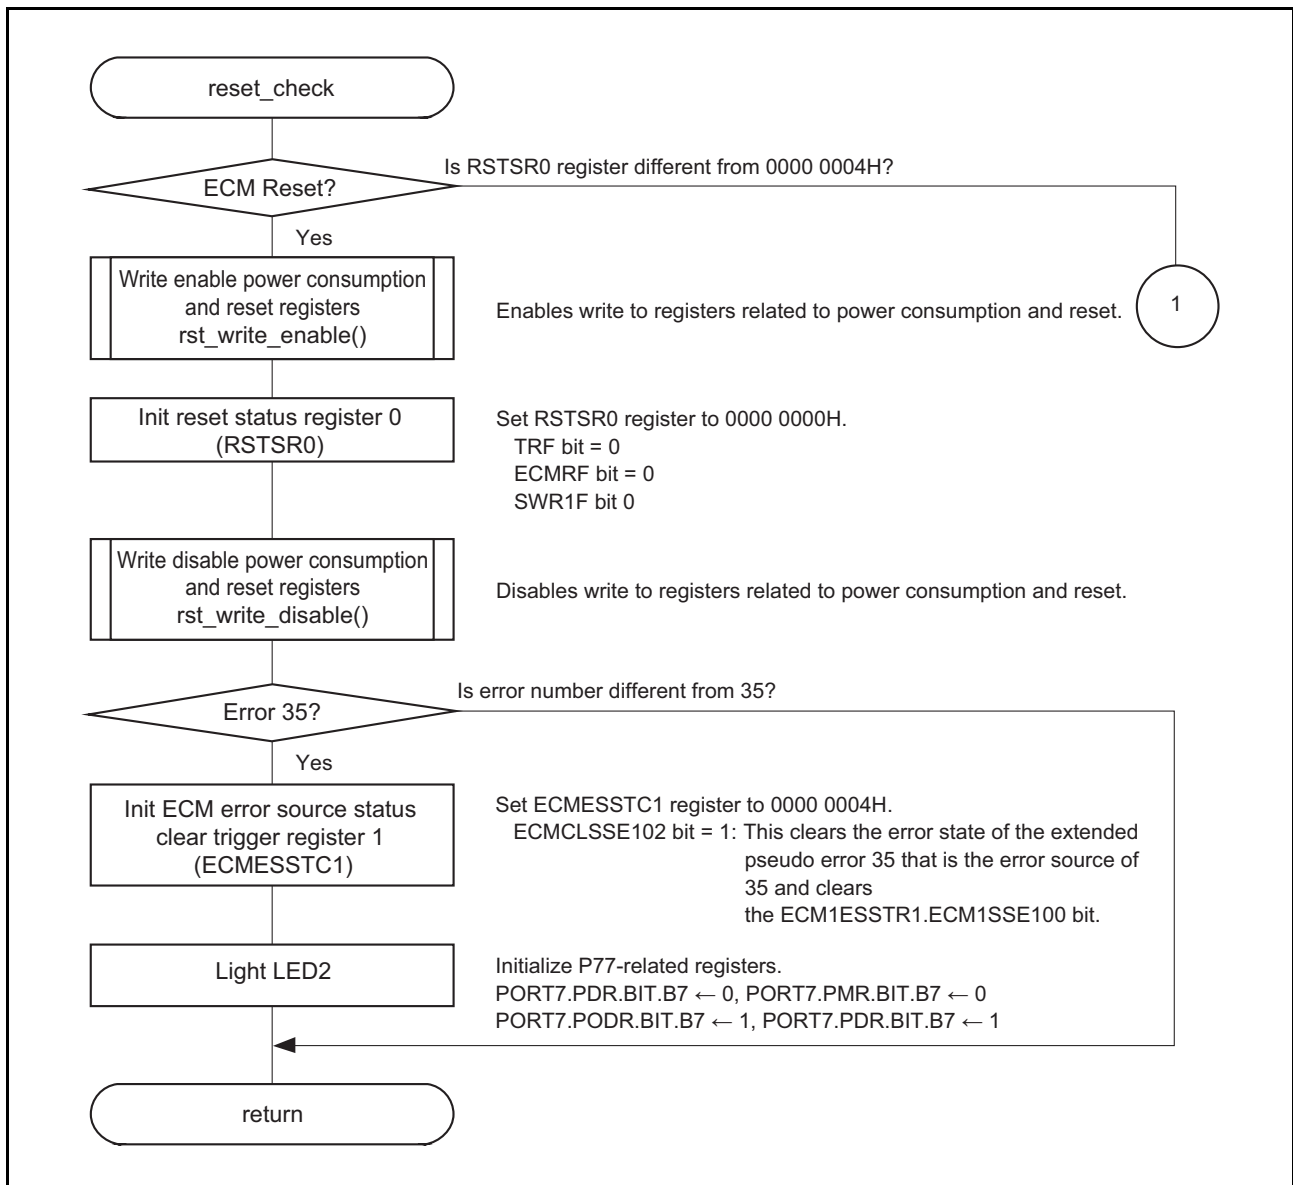 reset_check
Is RSTSR0 register different from 0000 0004H?
ECM Reset?
Yes
Write enable power consumption
and reset registers
rst_write_enable()
Enables write to registers related to power consumption and reset.
1
Init reset status register 0
(RSTSR0)
Set RSTSR0 register to 0000 0000H.
TRF bit = 0
ECMRF bit = 0
SWR1F bit 0
Write disable power consumption
and reset registers
rst_write_disable()
Disables write to registers related to power consumption and reset.
Is error number different from 35?
Error 35?
Yes
Init ECM error source status
clear trigger register 1
(ECMESSTC1)
Set ECMESSTC1 register to 0000 0004H.
ECMCLSSE102 bit = 1: This clears the error state of the extended
pseudo error 35 that is the error source of
35 and clears
the ECM1ESSTR1.ECM1SSE100 bit.
Light LED2
Initialize P77-related registers.
PORT7.PDR.BIT.B7 ← 0, PORT7.PMR.BIT.B7 ← 0
PORT7.PODR.BIT.B7 ← 1, PORT7.PDR.BIT.B7 ← 1
return